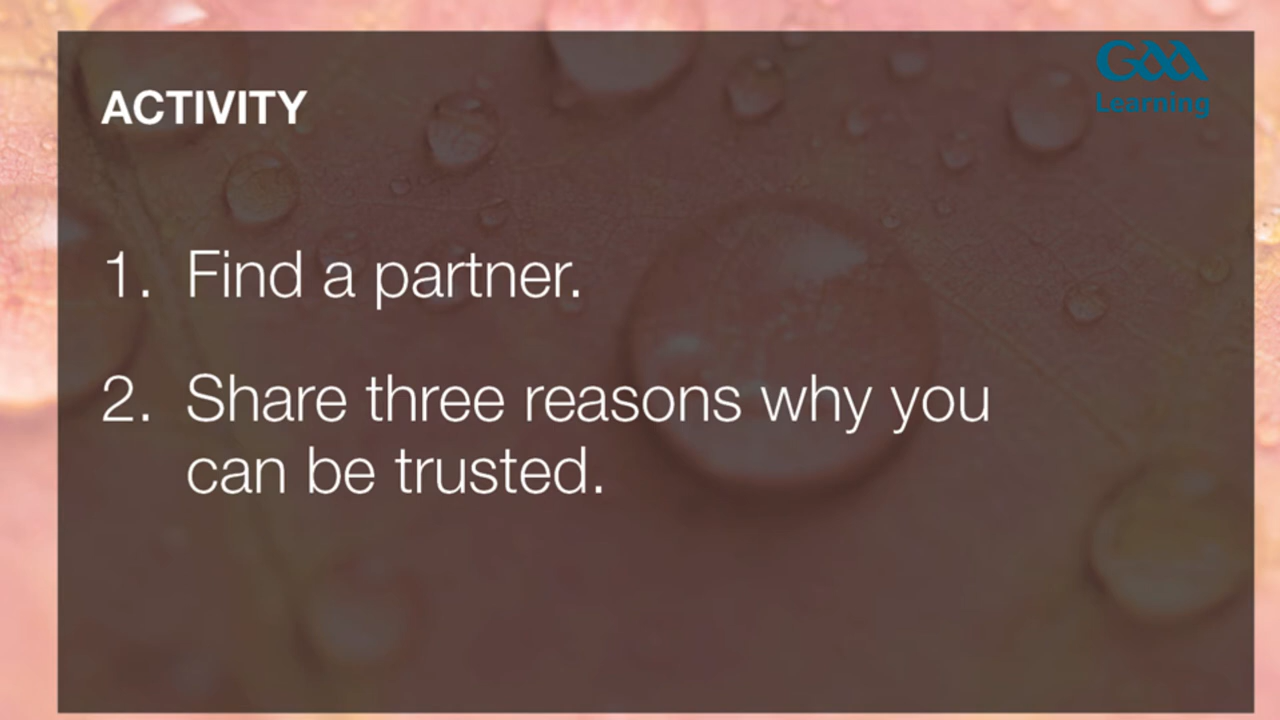 GAA
Learning
ACTIVITY
1. Find a partner.
2. Share three reasons why you
can be trusted.